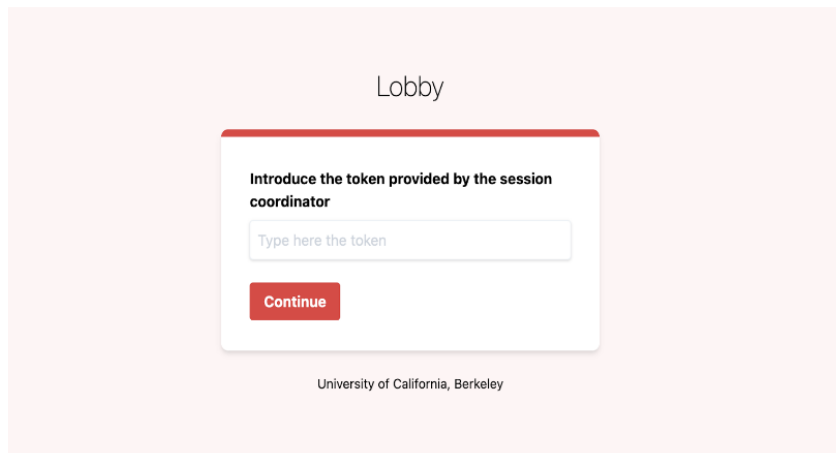 Lobby
Introduce the token provided by the session
coordinator
Type here the token
Continue
University of California, Berkeley